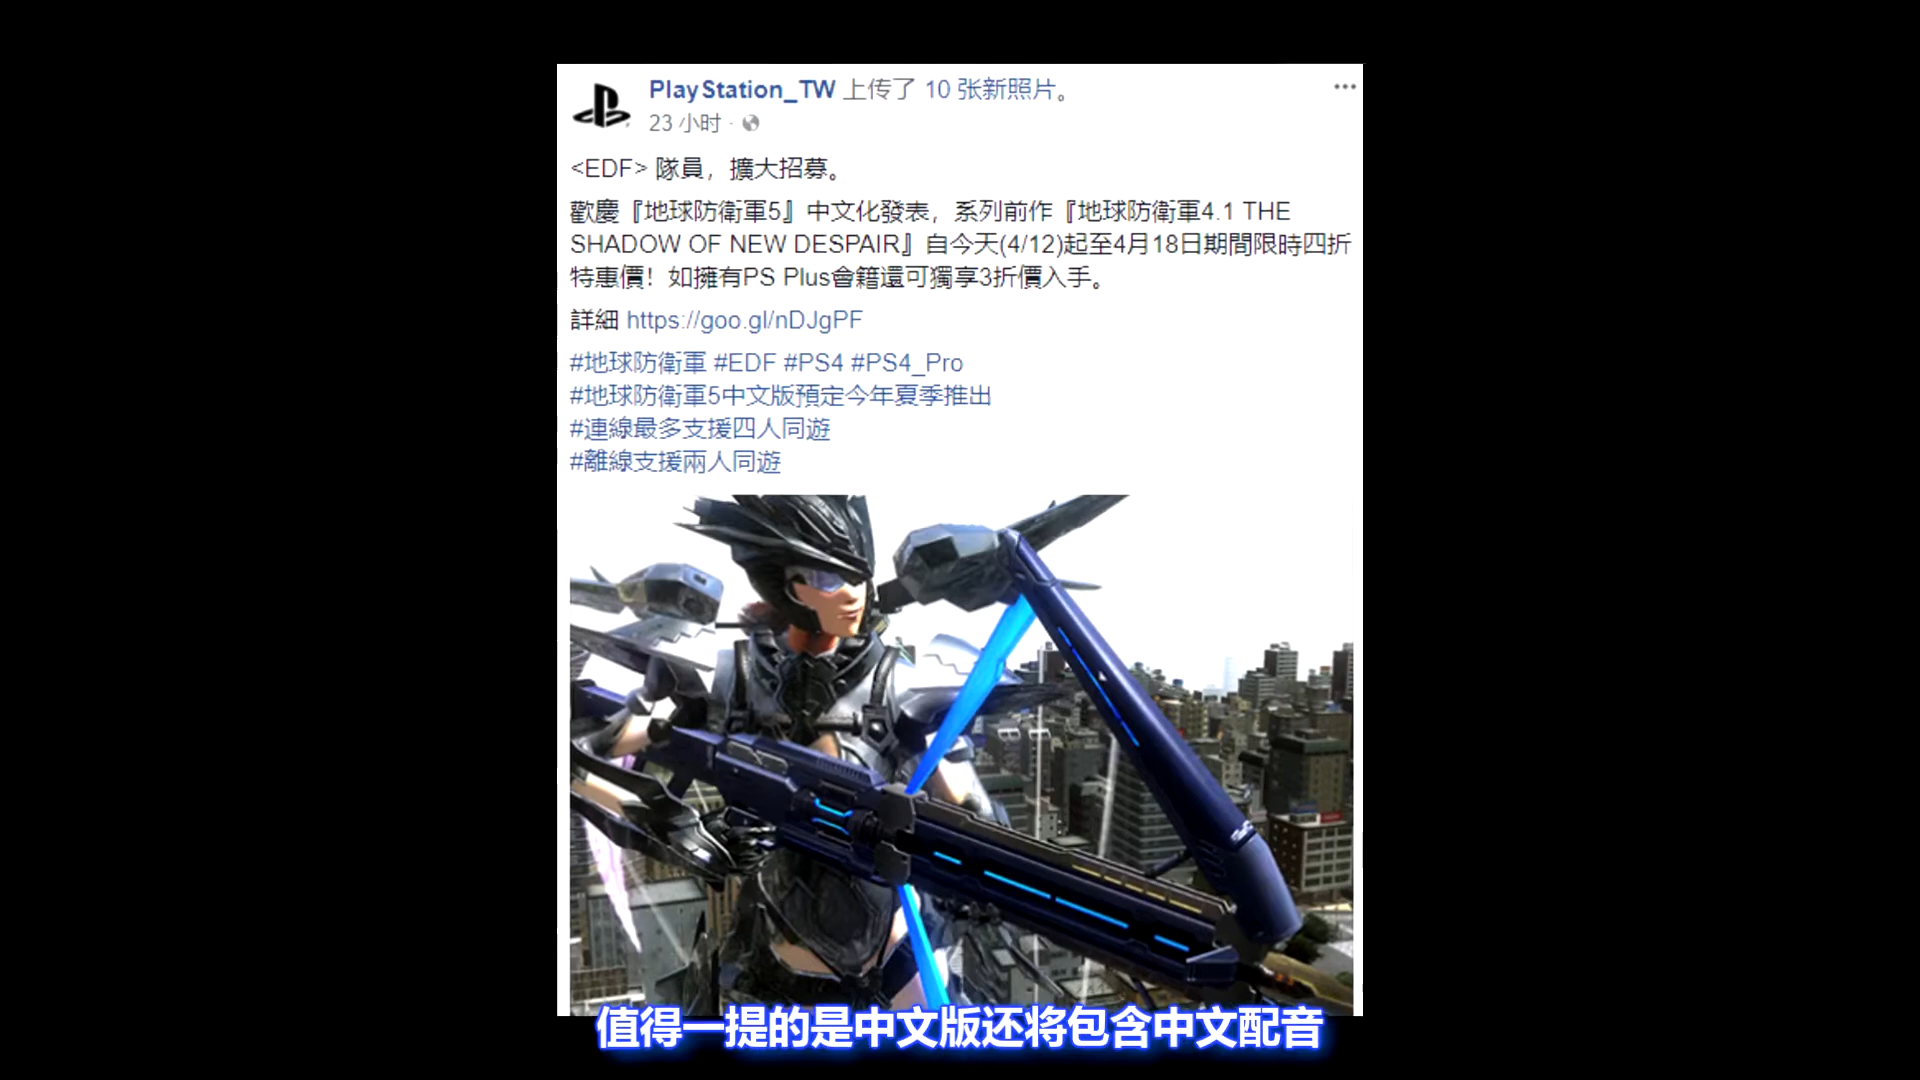 PlayStation_TW 上传了 10 张新照片。
23 小时 ·
<EDF> 隊員，擴大招募。
歡慶『地球防衛軍5』中文化發表，系列前作『地球防衛軍4.1 THE
SHADOW OF NEW DESPAIR』自今天(4/12)起至4月18日期間限時四折
特惠價！如擁有PS Plus會籍還可獨享3折價入手。
詳細 https://goo.gl/nDJgPF
#地球防衛軍 #EDF #PS4 #PS4_Pro
#地球防衛軍5中文版預定今年夏季推出
#連線最多支援四人同遊
#離線支援兩人同遊
值得一提的是中文版还将包含中文配音